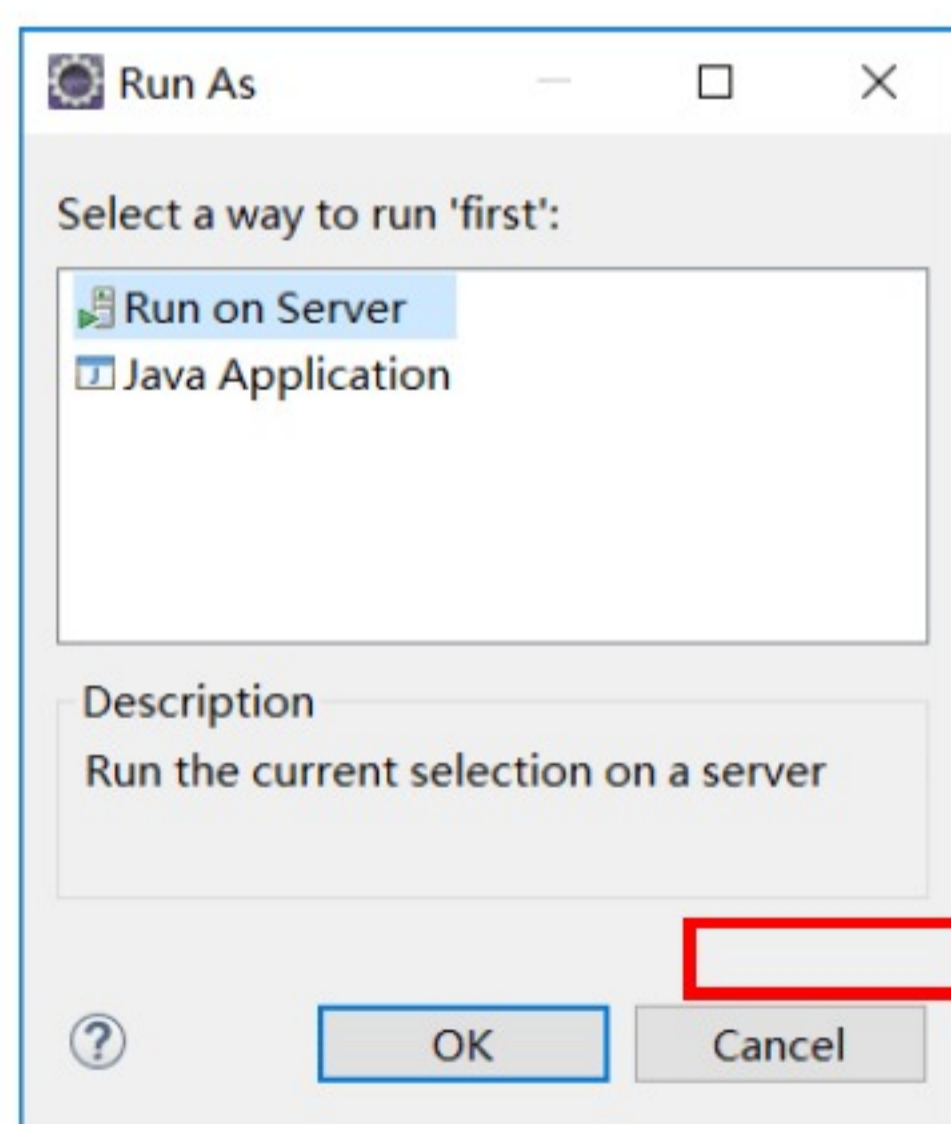 Run As
Select a way to run 'first':
Run on Server
Java Application
Description
Run the current selection on a server
?
OK Cancel